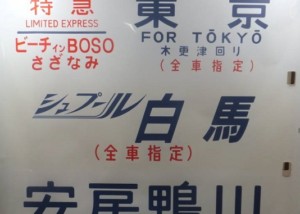 特急
LIMITED EXPRESS
ビーチイン BOSO
さざなみ
東京
FOR TŌKYŌ
木更津回り
(全車指定)
シュプール 白馬
(全車指定)
安房鴨川